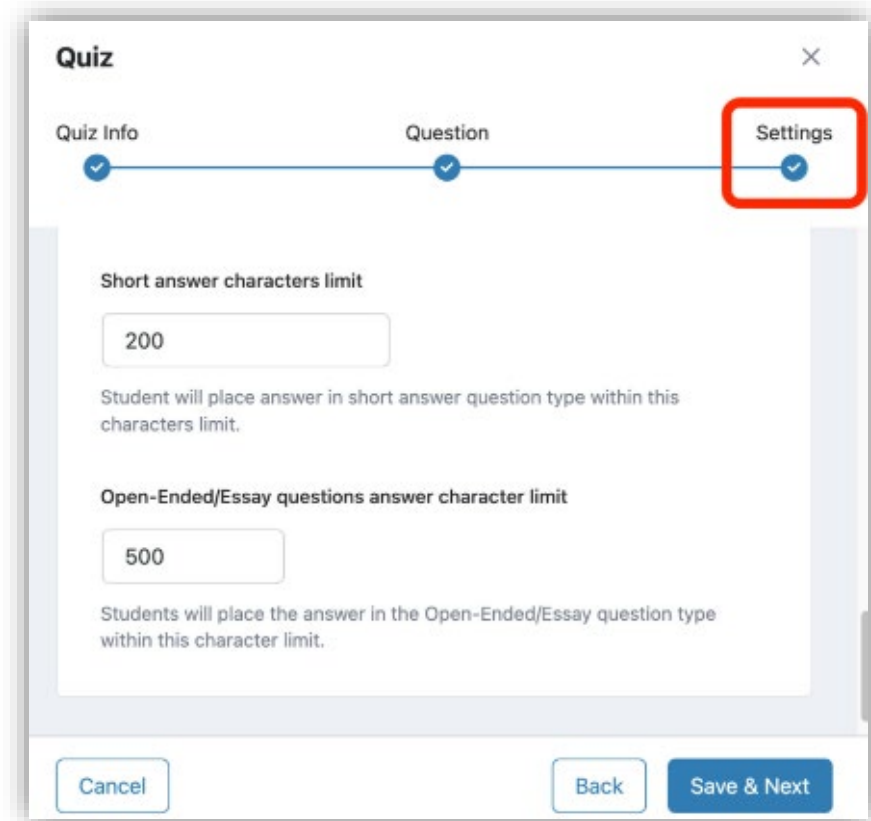 Quiz
Quiz Info
Question
Settings
Short answer characters limit
200
Student will place answer in short answer question type within this
characters limit.
Open-Ended/Essay questions answer character limit
500
Students will place the answer in the Open-Ended/Essay question type
within this character limit.
Cancel
Back
Save & Next